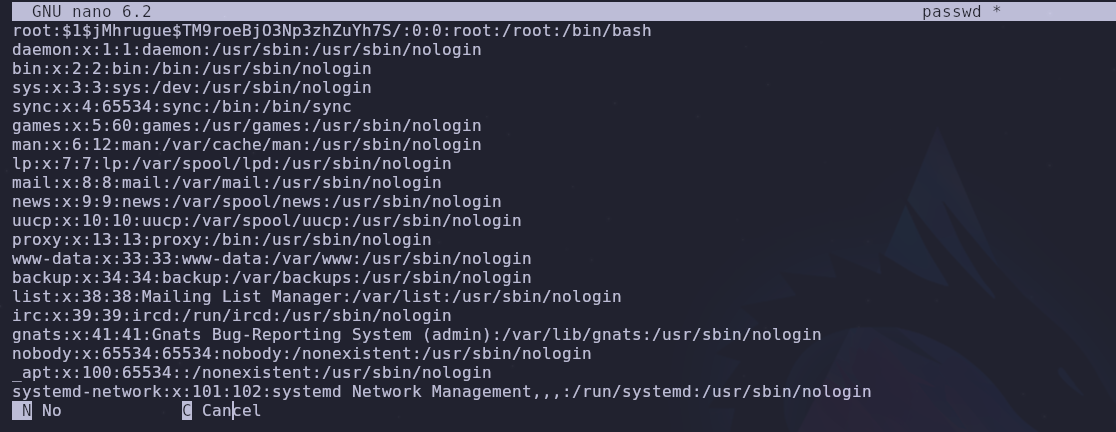 GNU nano 6.2 passwd *
root:$1$jMhrugue$TM9roeBjO3Np3zhZuYh7S/:0:0:root:/root:/bin/bash
daemon:x:1:1:daemon:/usr/sbin:/usr/sbin/nologin
bin:x:2:2:bin:/bin:/usr/sbin/nologin
sys:x:3:3:sys:/dev:/usr/sbin/nologin
sync:x:4:65534:sync:/bin:/bin/sync
games:x:5:60:games:/usr/games:/usr/sbin/nologin
man:x:6:12:man:/var/cache/man:/usr/sbin/nologin
lp:x:7:7:lp:/var/spool/lpd:/usr/sbin/nologin
mail:x:8:8:mail:/var/mail:/usr/sbin/nologin
news:x:9:9:news:/var/spool/news:/usr/sbin/nologin
uucp:x:10:10:uucp:/var/spool/uucp:/usr/sbin/nologin
proxy:x:13:13:proxy:/bin:/usr/sbin/nologin
www-data:x:33:33:www-data:/var/www:/usr/sbin/nologin
backup:x:34:34:backup:/var/backups:/usr/sbin/nologin
list:x:38:38:Mailing List Manager:/var/list:/usr/sbin/nologin
irc:x:39:39:ircd:/run/ircd:/usr/sbin/nologin
gnats:x:41:41:Gnats Bug-Reporting System (admin):/var/lib/gnats:/usr/sbin/nologin
nobody:x:65534:65534:nobody:/nonexistent:/usr/sbin/nologin
_apt:x:100:65534::/nonexistent:/usr/sbin/nologin
systemd-network:x:101:102:systemd Network Management,,,:/run/systemd:/usr/sbin/nologin
N No C Cancel